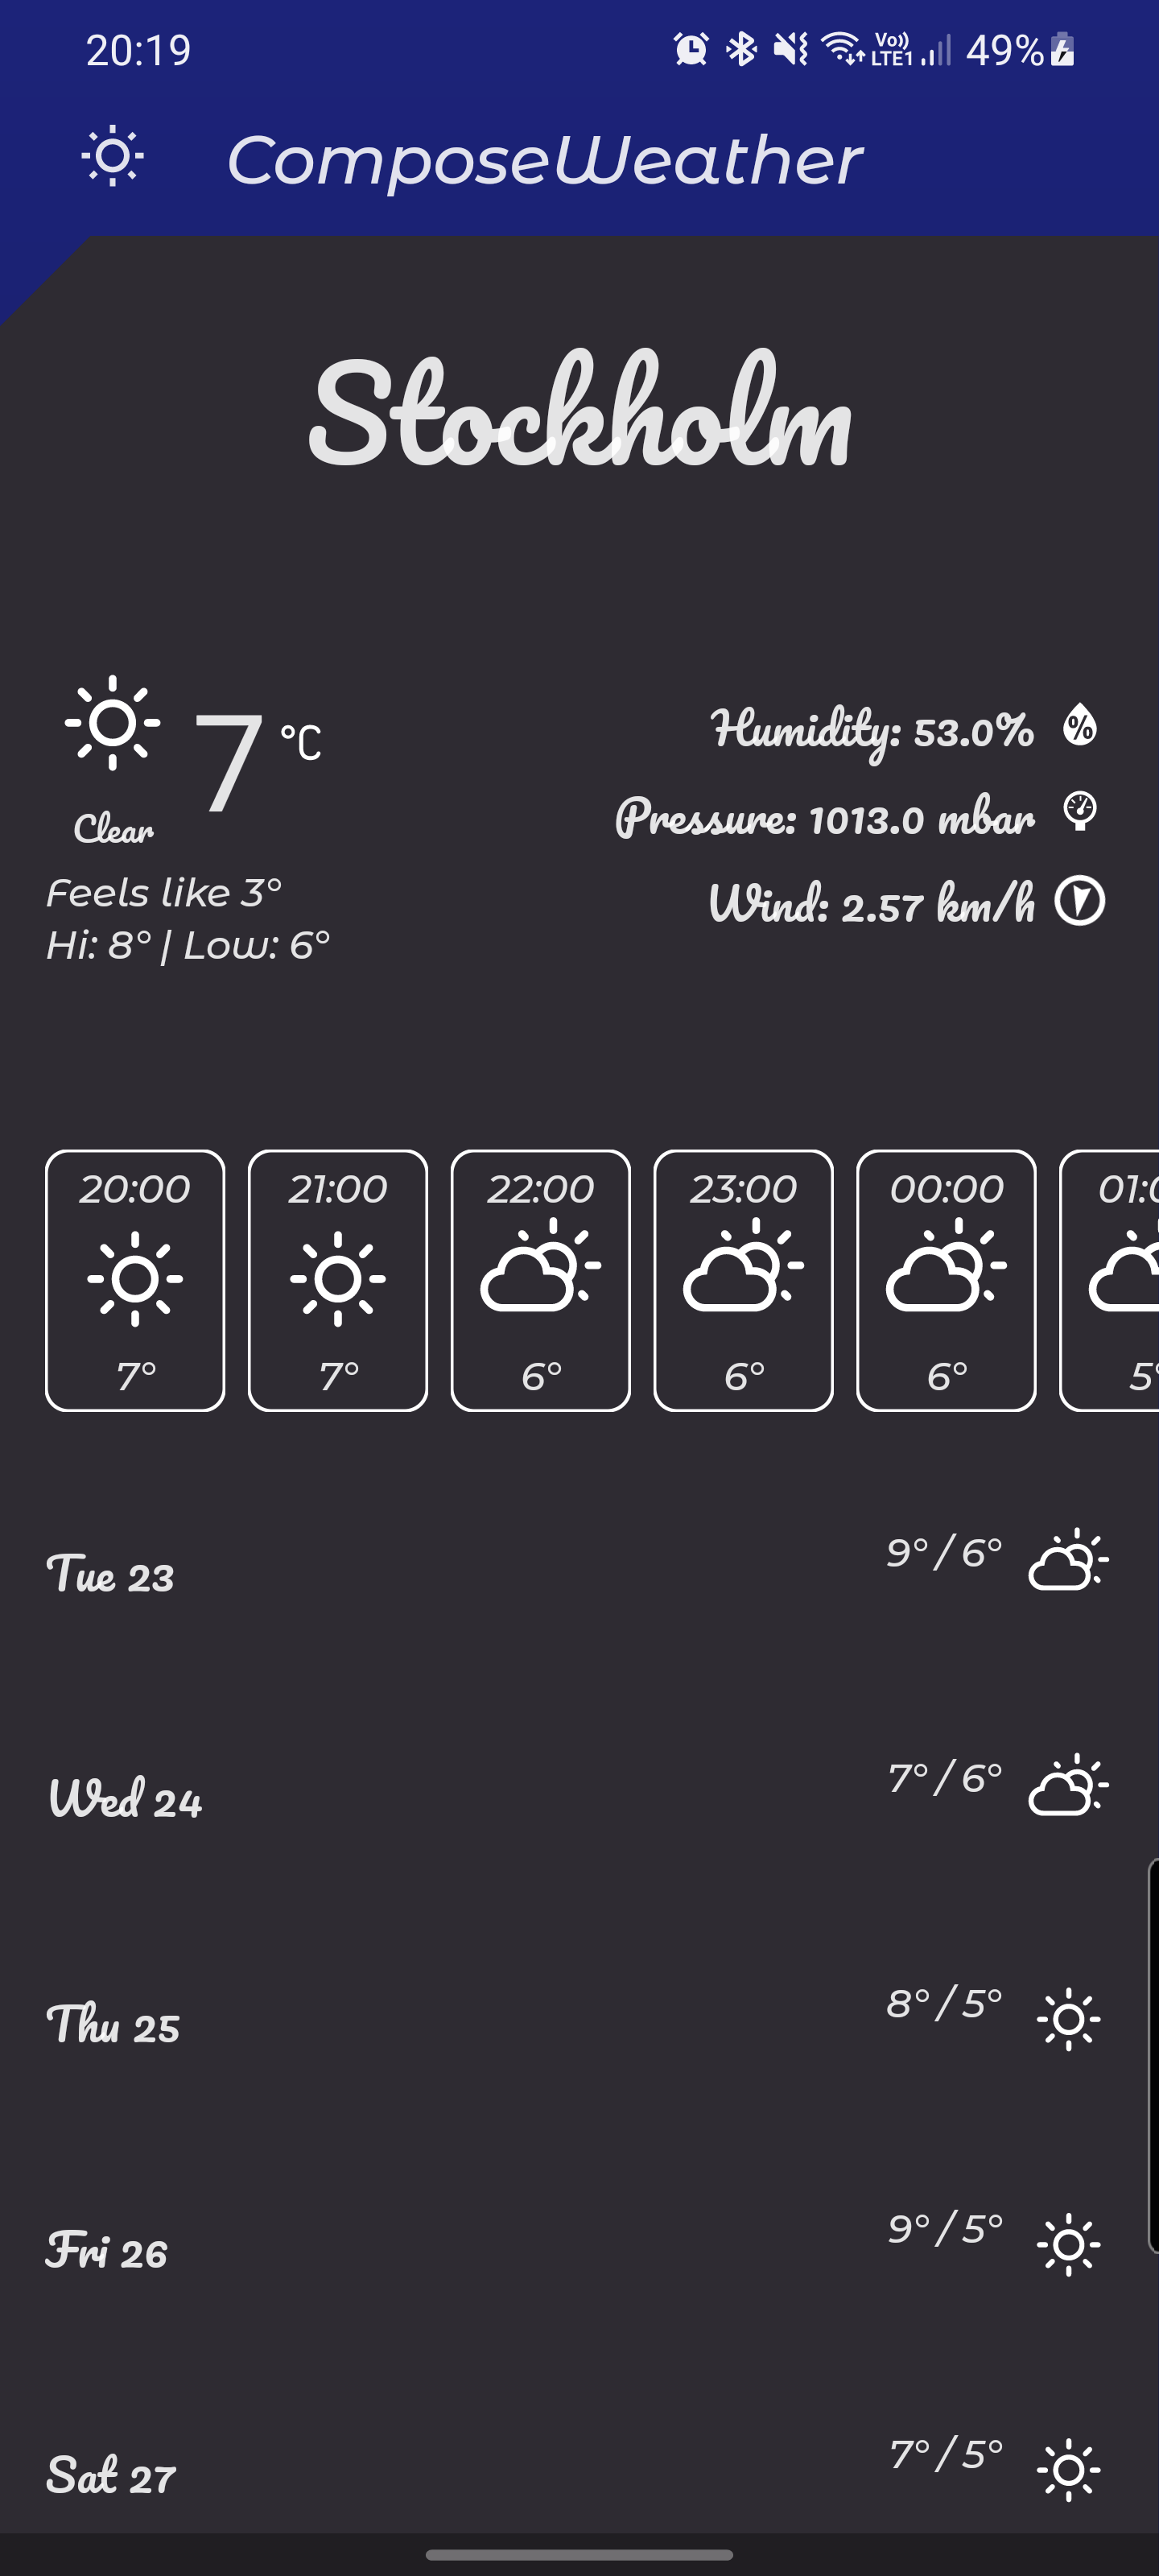 20:19 Vo)) LTE1 49%
ComposeWeather
Stockholm
7 °C
Clear
Feels like 3°
Hi: 8° | Low: 6°
Humidity: 53.0% %
Pressure: 1013.0 mbar
Wind: 2.57 km/h
20:00 21:00 22:00 23:00 00:00
7° 7° 6° 6° 6° 5°
Tue 23 9° / 6°
Wed 24 7° / 6°
Thu 25 8° / 5°
Fri 26 9° / 5°
Sat 27 7° / 5°